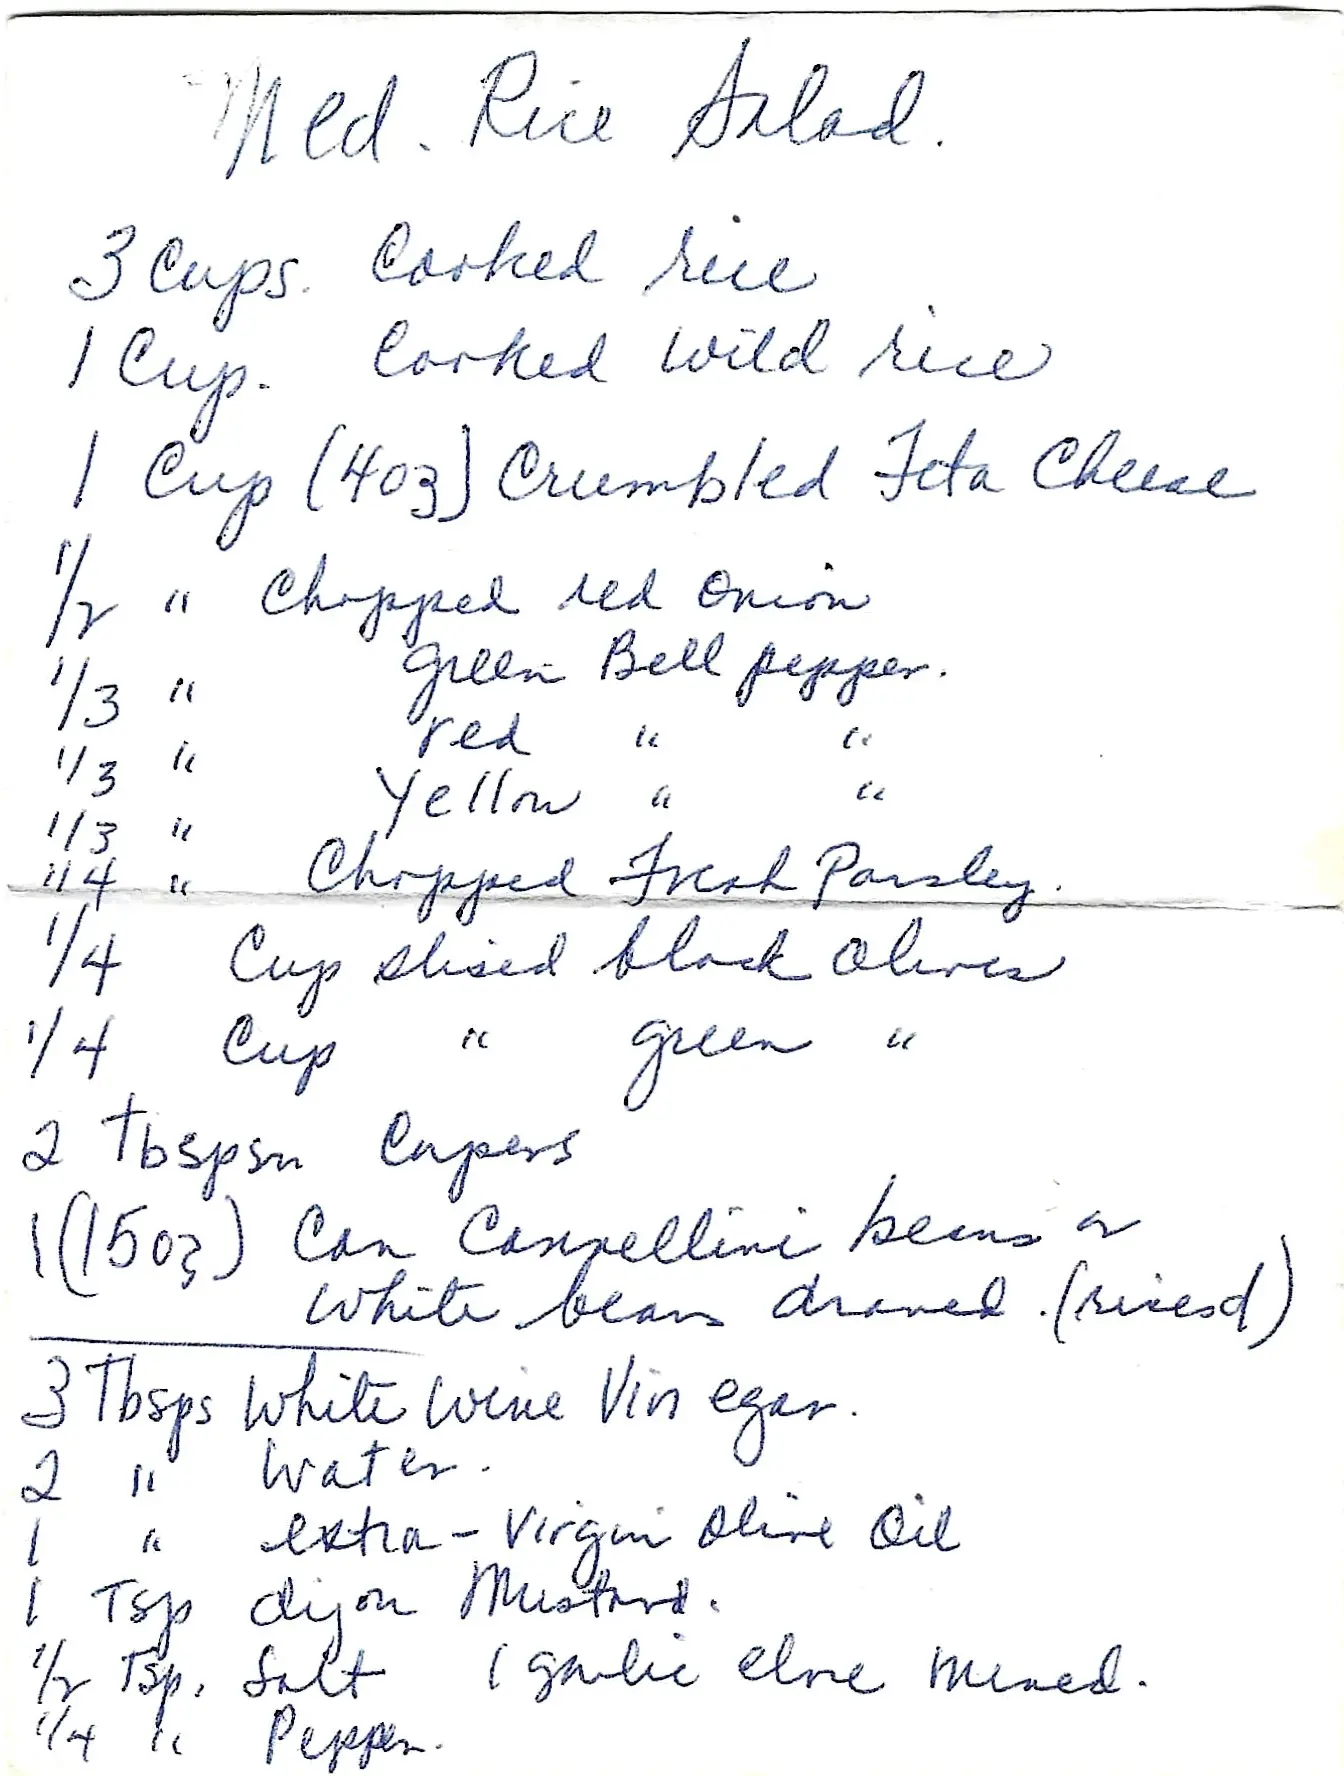 Med. Rice Salad.
3 Cups. Cooked rice
1 Cup. Cooked wild rice
1 Cup (4oz) Crumbled Feta Cheese
1/2 " Chopped red Onion
1/3 " green Bell pepper.
1/3 " red " "
1/3 " Yellow " "
1/4 " Chopped Fresh Parsley.
1/4 Cup slised black Olives
1/4 Cup " green "
2 Tbspsn Capers
1 (15oz) Can Cannellini beans or
White beans drained. (rinesd)
3 Tbsps White Wine Vinegar.
2 " Water.
1 " extra-Virgin Olive Oil
1 Tsp dijon Mustard.
1/2 Tsp. Salt 1 garlic clove Minced.
1/4 " Pepper.